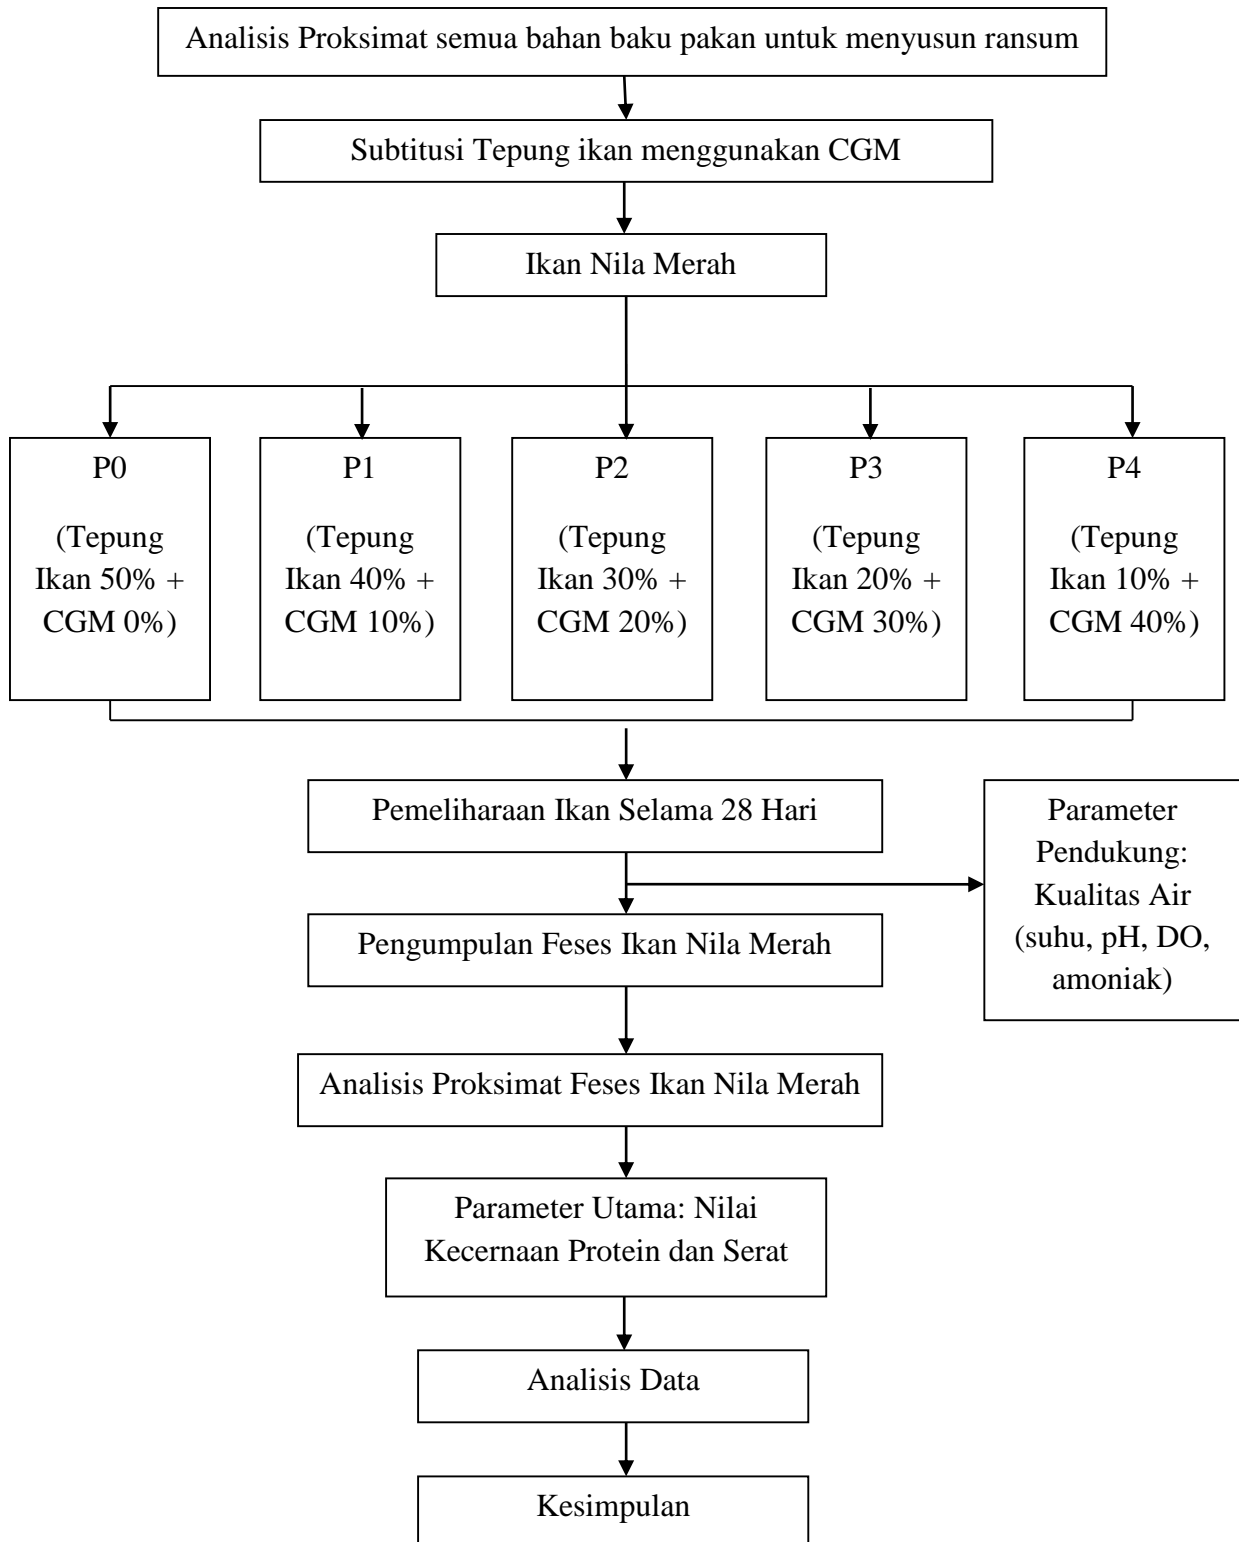 Analisis Proksimat semua bahan baku pakan untuk menyusun ransum
Subtitusi Tepung ikan menggunakan CGM
Ikan Nila Merah
P0
(Tepung
Ikan 50% +
CGM 0%)
P1
(Tepung
Ikan 40% +
CGM 10%)
P2
(Tepung
Ikan 30% +
CGM 20%)
P3
(Tepung
Ikan 20% +
CGM 30%)
P4
(Tepung
Ikan 10% +
CGM 40%)
Pemeliharaan Ikan Selama 28 Hari
Parameter
Pendukung:
Kualitas Air
(suhu, pH, DO,
amoniak)
Pengumpulan Feses Ikan Nila Merah
Analisis Proksimat Feses Ikan Nila Merah
Parameter Utama: Nilai
Kecernaan Protein dan Serat
Analisis Data
Kesimpulan